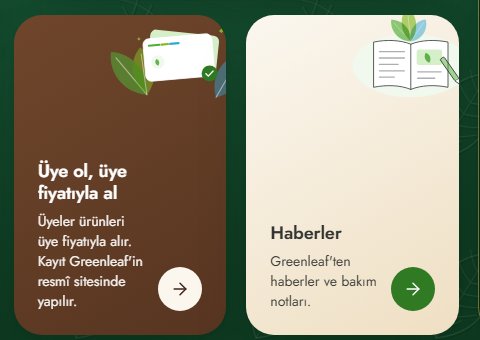 Üye ol, üye
fiyatıyla al
Üyeler ürünleri
üye fiyatıyla alır.
Kayıt Greenleaf'in
resmî sitesinde
yapılır.
Haberler
Greenleaf'ten
haberler ve bakım
notları.